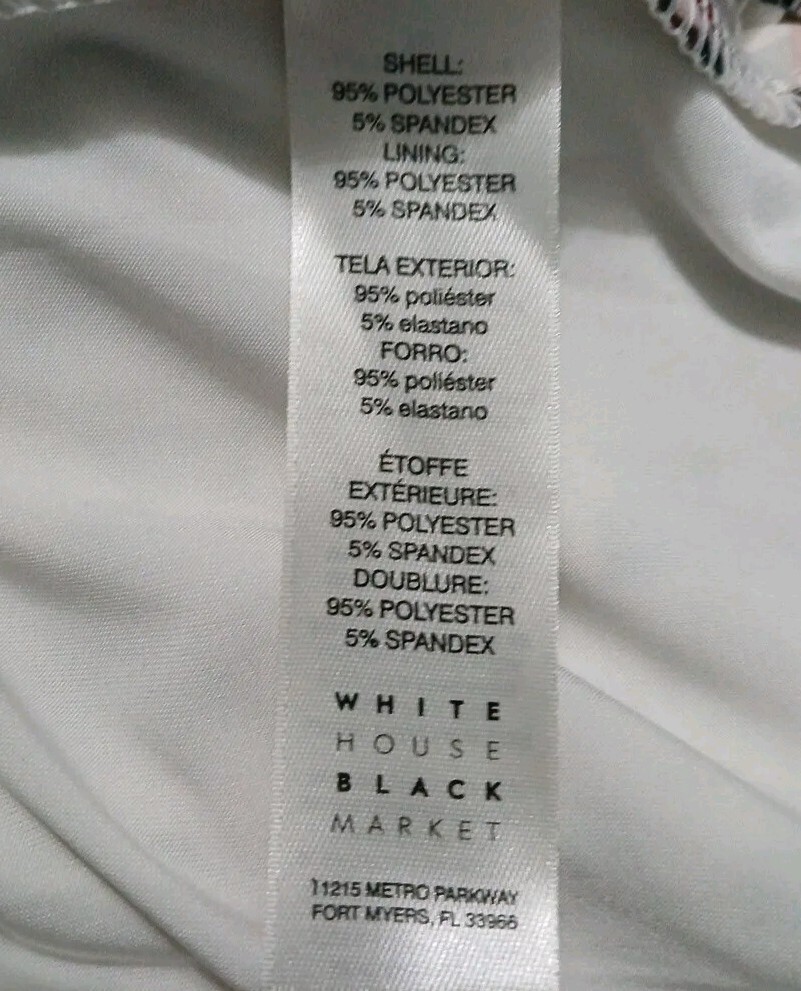 SHELL:
95% POLYESTER
5% SPANDEX
LINING:
95% POLYESTER
5% SPANDEX
TELA EXTERIOR:
95% poliéster
5% elastano
FORRO:
95% poliéster
5% elastano
ÉTOFFE
EXTÉRIEURE:
95% POLYESTER
5% SPANDEX
DOUBLURE:
95% POLYESTER
5% SPANDEX
WHITE
HOUSE
BLACK
MARKET
11215 METRO PARKWAY
FORT MYERS, FL 33966